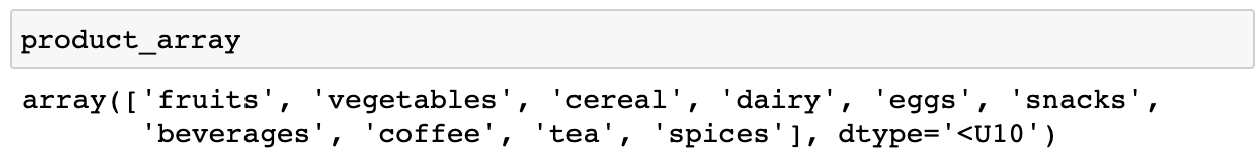 product_array
array(['fruits', 'vegetables', 'cereal', 'dairy', 'eggs', 'snacks',
'beverages', 'coffee', 'tea', 'spices'], dtype='<U10')